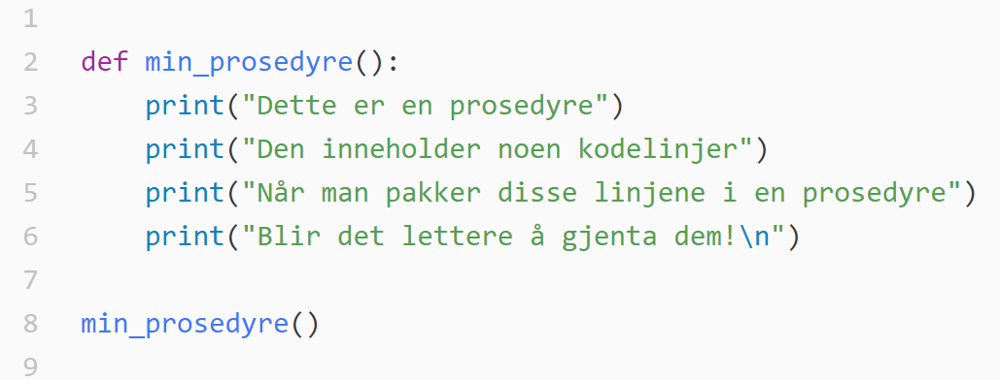 1
2 def min_prosedyre():
3     print("Dette er en prosedyre")
4     print("Den inneholder noen kodelinjer")
5     print("Når man pakker disse linjene i en prosedyre")
6     print("Blir det lettere å gjenta dem!\n")
7
8 min_prosedyre()
9